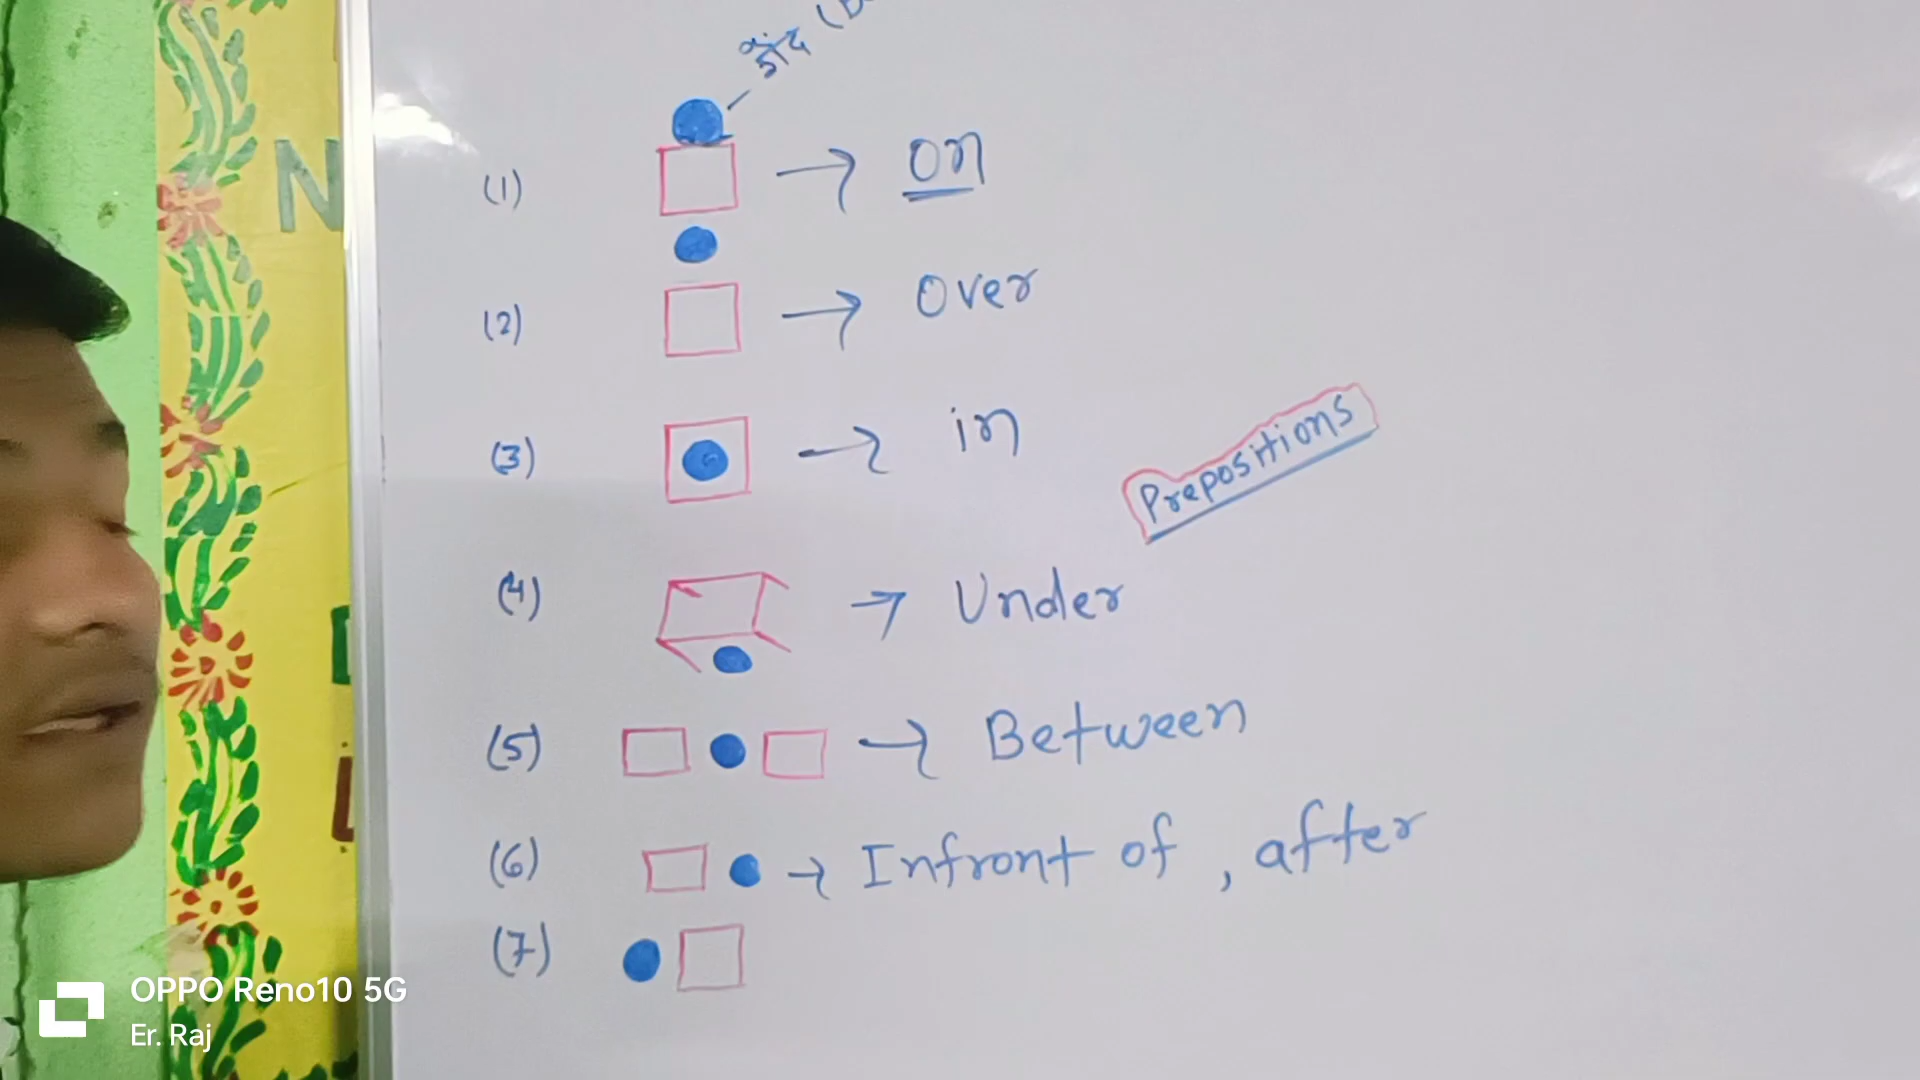 गेंद
(1) → on
(2) → Over
(3) → in
Prepositions
(4) → Under
(5) → Between
(6) → Infront of , after
(7)
N
OPPO Reno10 5G
Er. Raj